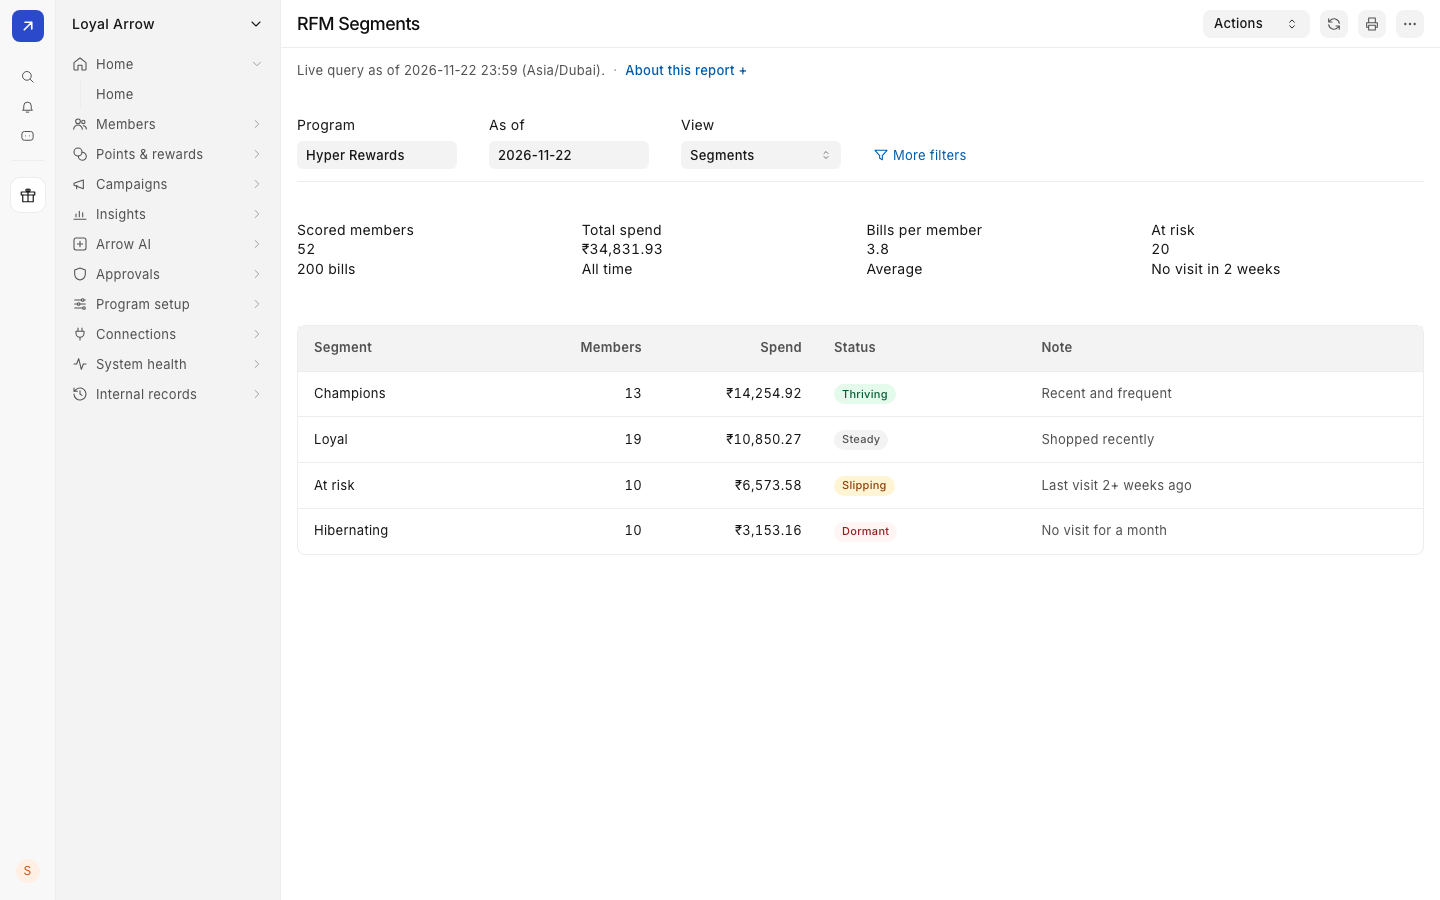 Loyal Arrow
Home
Home
Members
Points & rewards
Campaigns
Insights
Arrow AI
Approvals
Program setup
Connections
System health
Internal records
S
RFM Segments
Actions
Live query as of 2026-11-22 23:59 (Asia/Dubai). · About this report +
Program As of View
Hyper Rewards 2026-11-22 Segments More filters
Scored members Total spend Bills per member At risk
52 ₹34,831.93 3.8 20
200 bills All time Average No visit in 2 weeks
Segment Members Spend Status Note
Champions 13 ₹14,254.92 Thriving Recent and frequent
Loyal 19 ₹10,850.27 Steady Shopped recently
At risk 10 ₹6,573.58 Slipping Last visit 2+ weeks ago
Hibernating 10 ₹3,153.16 Dormant No visit for a month